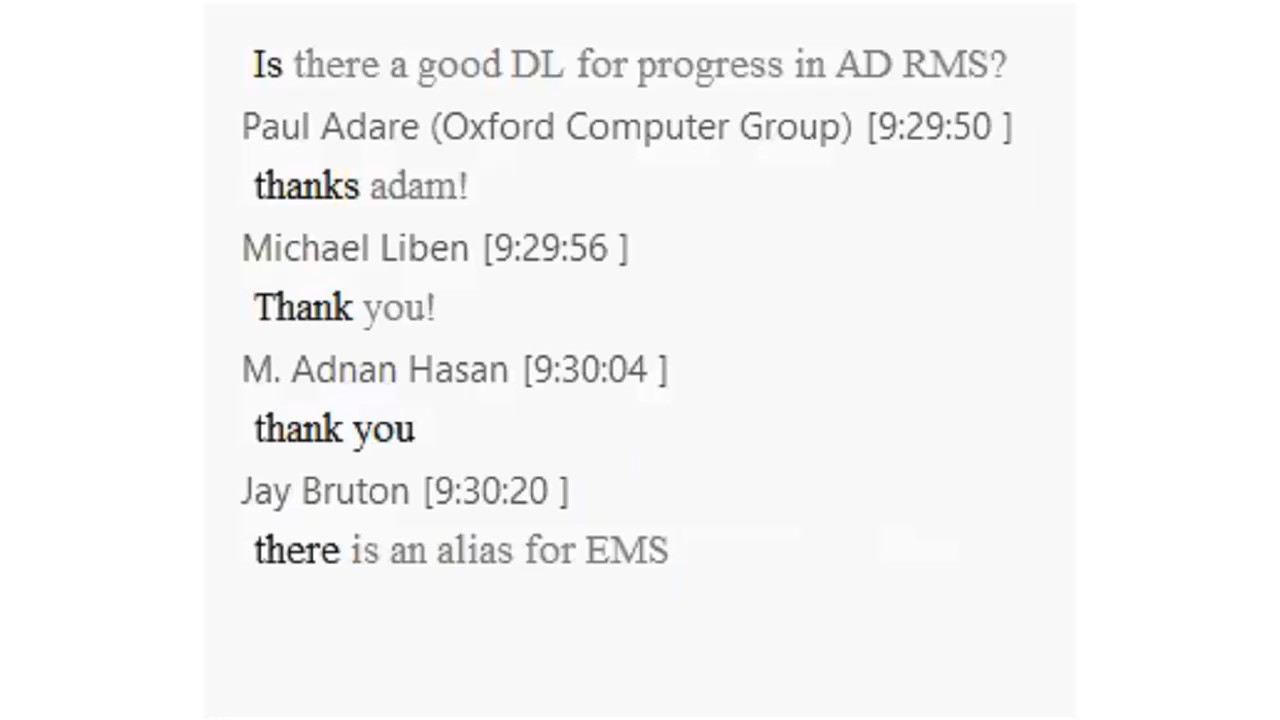 Is there a good DL for progress in AD RMS?
Paul Adare (Oxford Computer Group) [9:29:50 ]
thanks adam!
Michael Liben [9:29:56 ]
Thank you!
M. Adnan Hasan [9:30:04 ]
thank you
Jay Bruton [9:30:20 ]
there is an alias for EMS